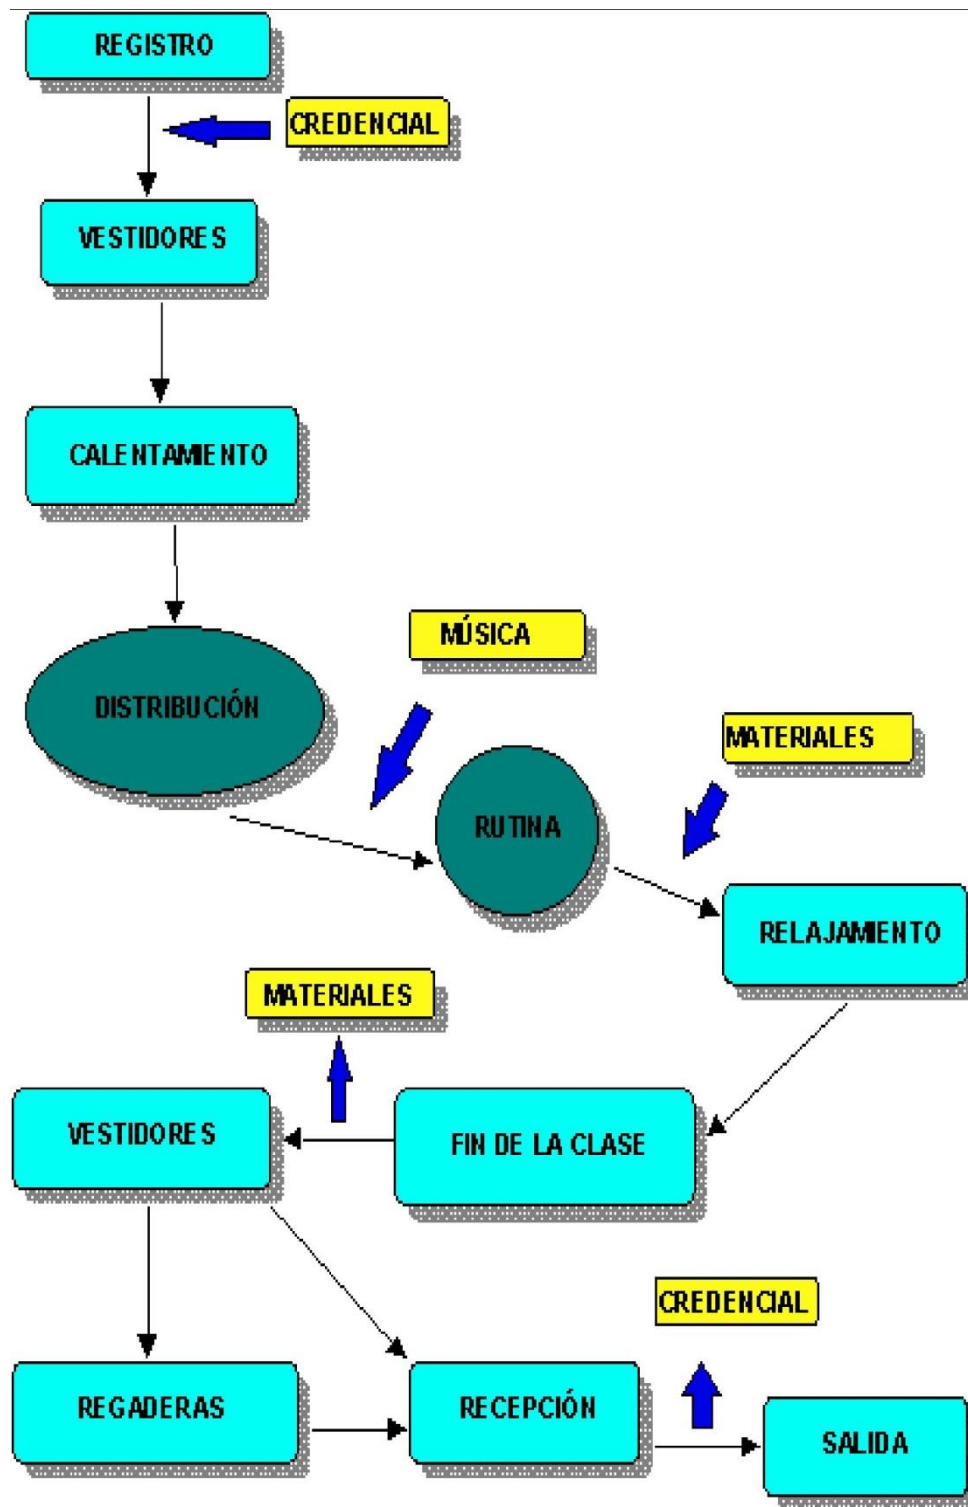 REGISTRO
CREDENCIAL
VESTIDORES
CALENTAMIENTO
MÚSICA
DISTRIBUCIÓN
MATERIALES
RUTINA
RELAJAMIENTO
MATERIALES
VESTIDORES
FIN DE LA CLASE
CREDENCIAL
REGADERAS
RECEPCIÓN
SALIDA